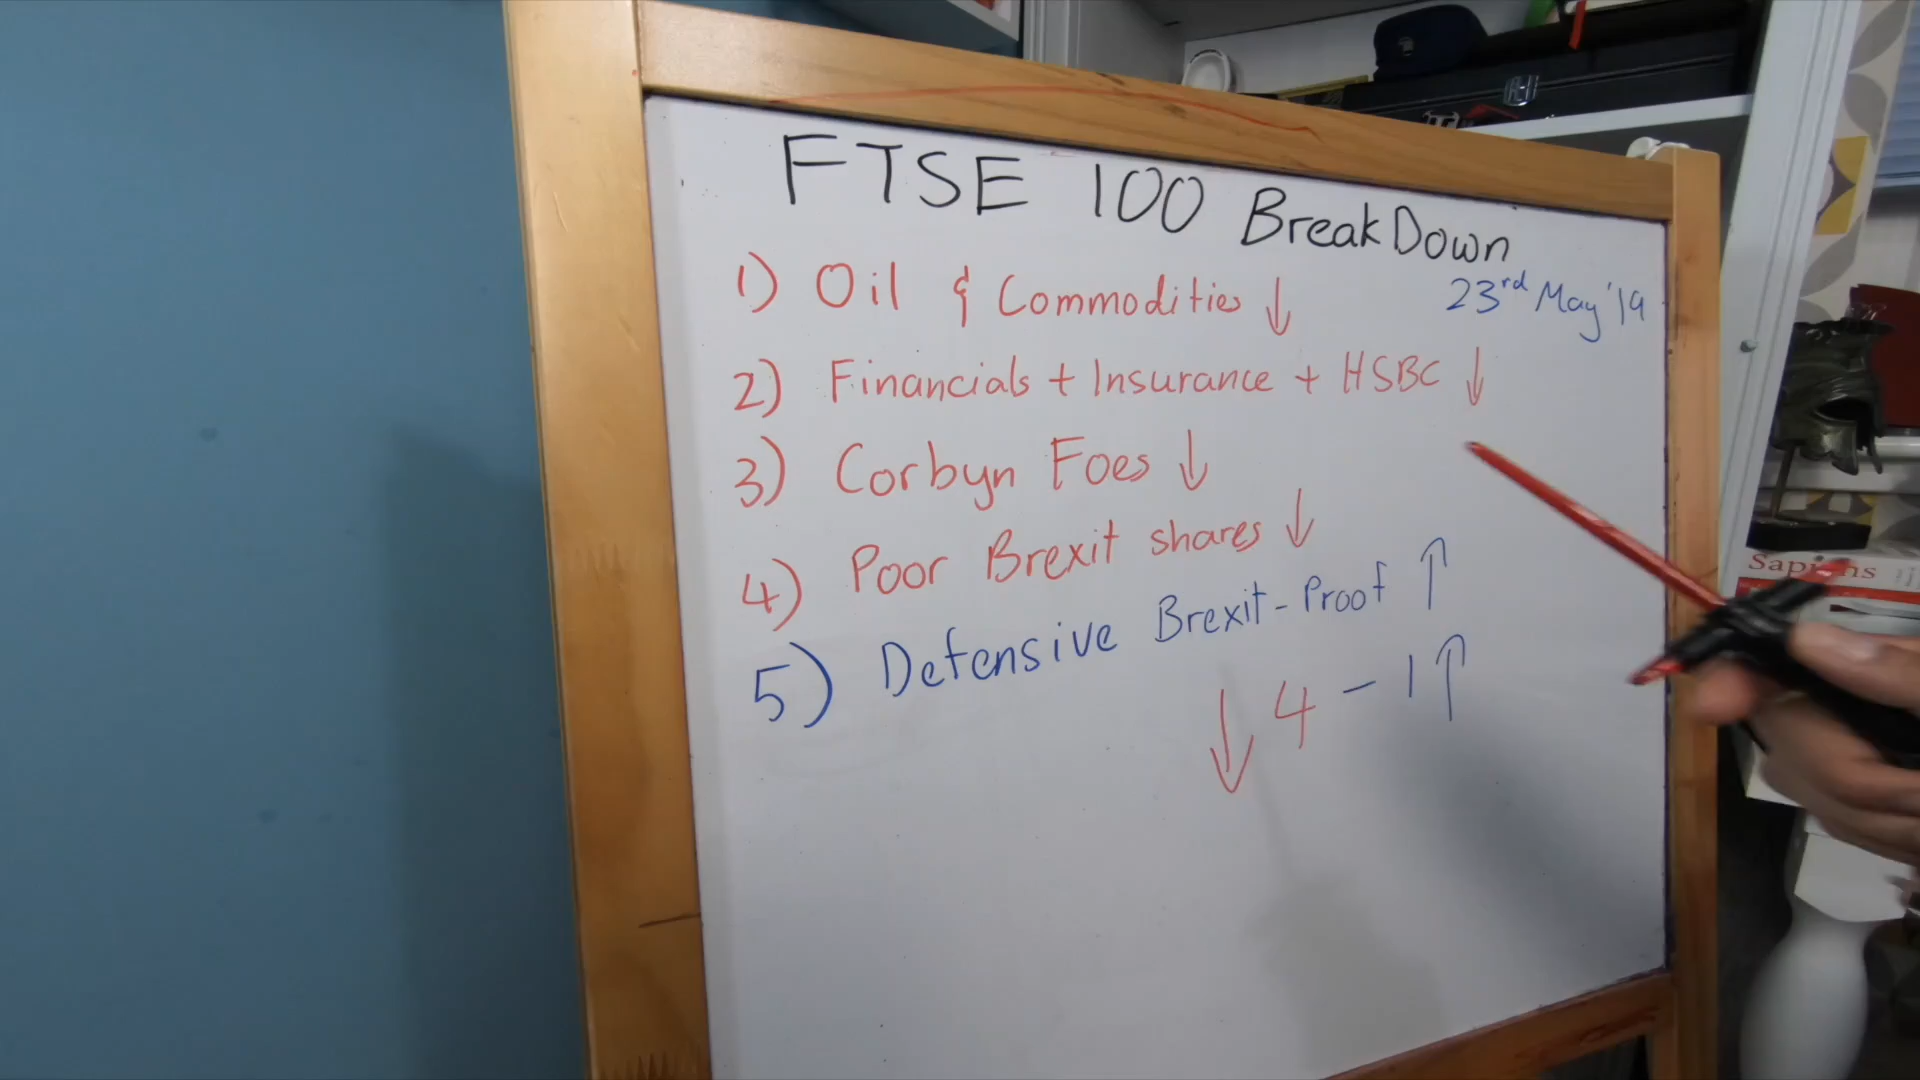 FTSE 100 BreakDown
23rd May '19
1) Oil & Commodities ↓
2) Financials + Insurance + HSBC ↓
3) Corbyn Foes ↓
4) Poor Brexit shares ↓
5) Defensive Brexit-Proof ↑
↓ 4 - 1 ↑
Sapiens